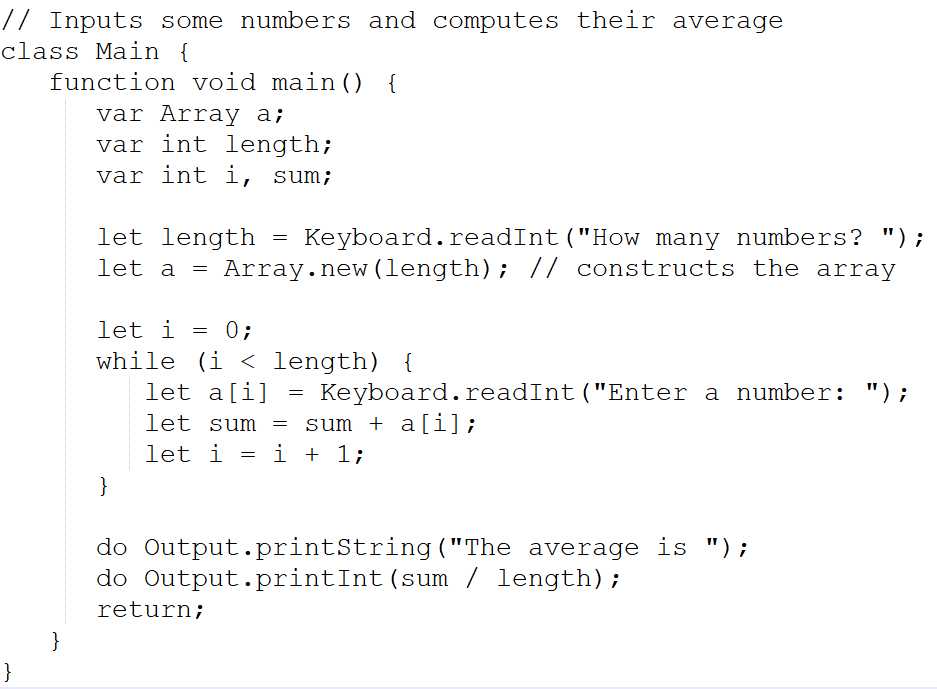 // Inputs some numbers and computes their average
class Main {
   function void main() {
      var Array a;
      var int length;
      var int i, sum;

      let length = Keyboard.readInt("How many numbers? ");
      let a = Array.new(length); // constructs the array

      let i = 0;
      while (i < length) {
         let a[i] = Keyboard.readInt("Enter a number: ");
         let sum = sum + a[i];
         let i = i + 1;
      }

      do Output.printString("The average is ");
      do Output.printInt(sum / length);
      return;
   }
}